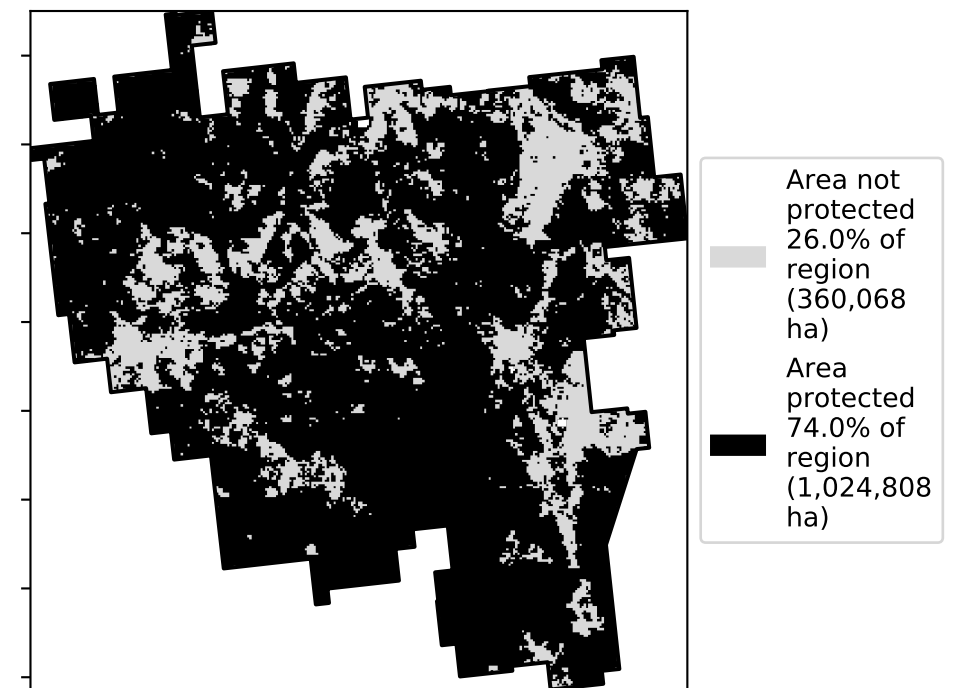 Area not
protected
26.0% of
region
(360,068
ha)
Area
protected
74.0% of
region
(1,024,808
ha)